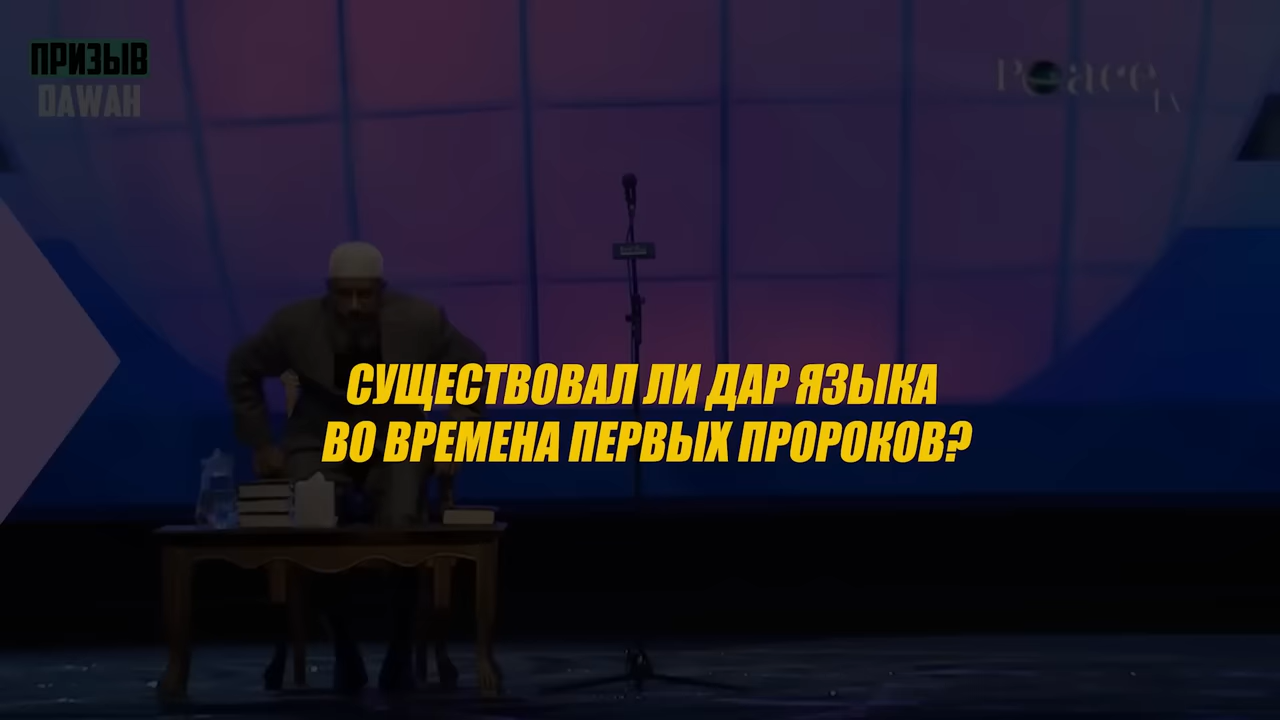 ПРИЗЫВ
DAWAH
Peace
TV
СУЩЕСТВОВАЛ ЛИ ДАР ЯЗЫКА
ВО ВРЕМЕНА ПЕРВЫХ ПРОРОКОВ?